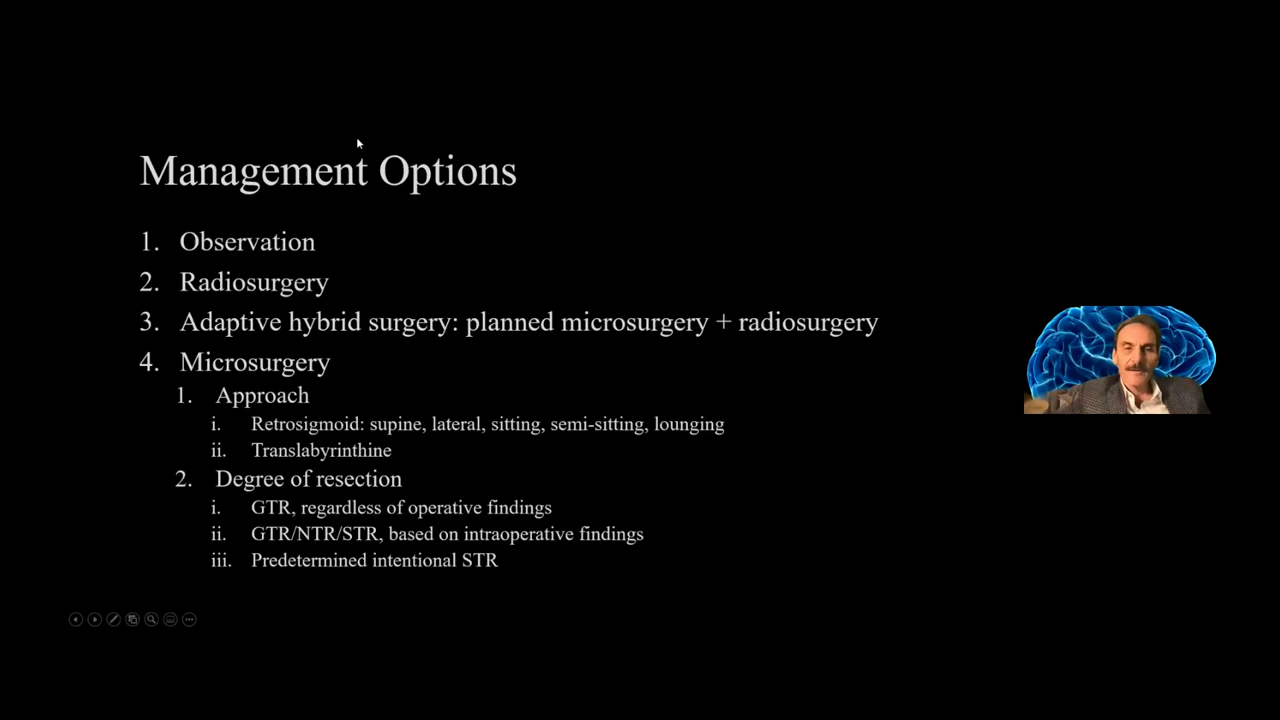 Management Options
1. Observation
2. Radiosurgery
3. Adaptive hybrid surgery: planned microsurgery + radiosurgery
4. Microsurgery
1. Approach
i. Retrosigmoid: supine, lateral, sitting, semi-sitting, lounging
ii. Translabyrinthine
2. Degree of resection
i. GTR, regardless of operative findings
ii. GTR/NTR/STR, based on intraoperative findings
iii. Predetermined intentional STR